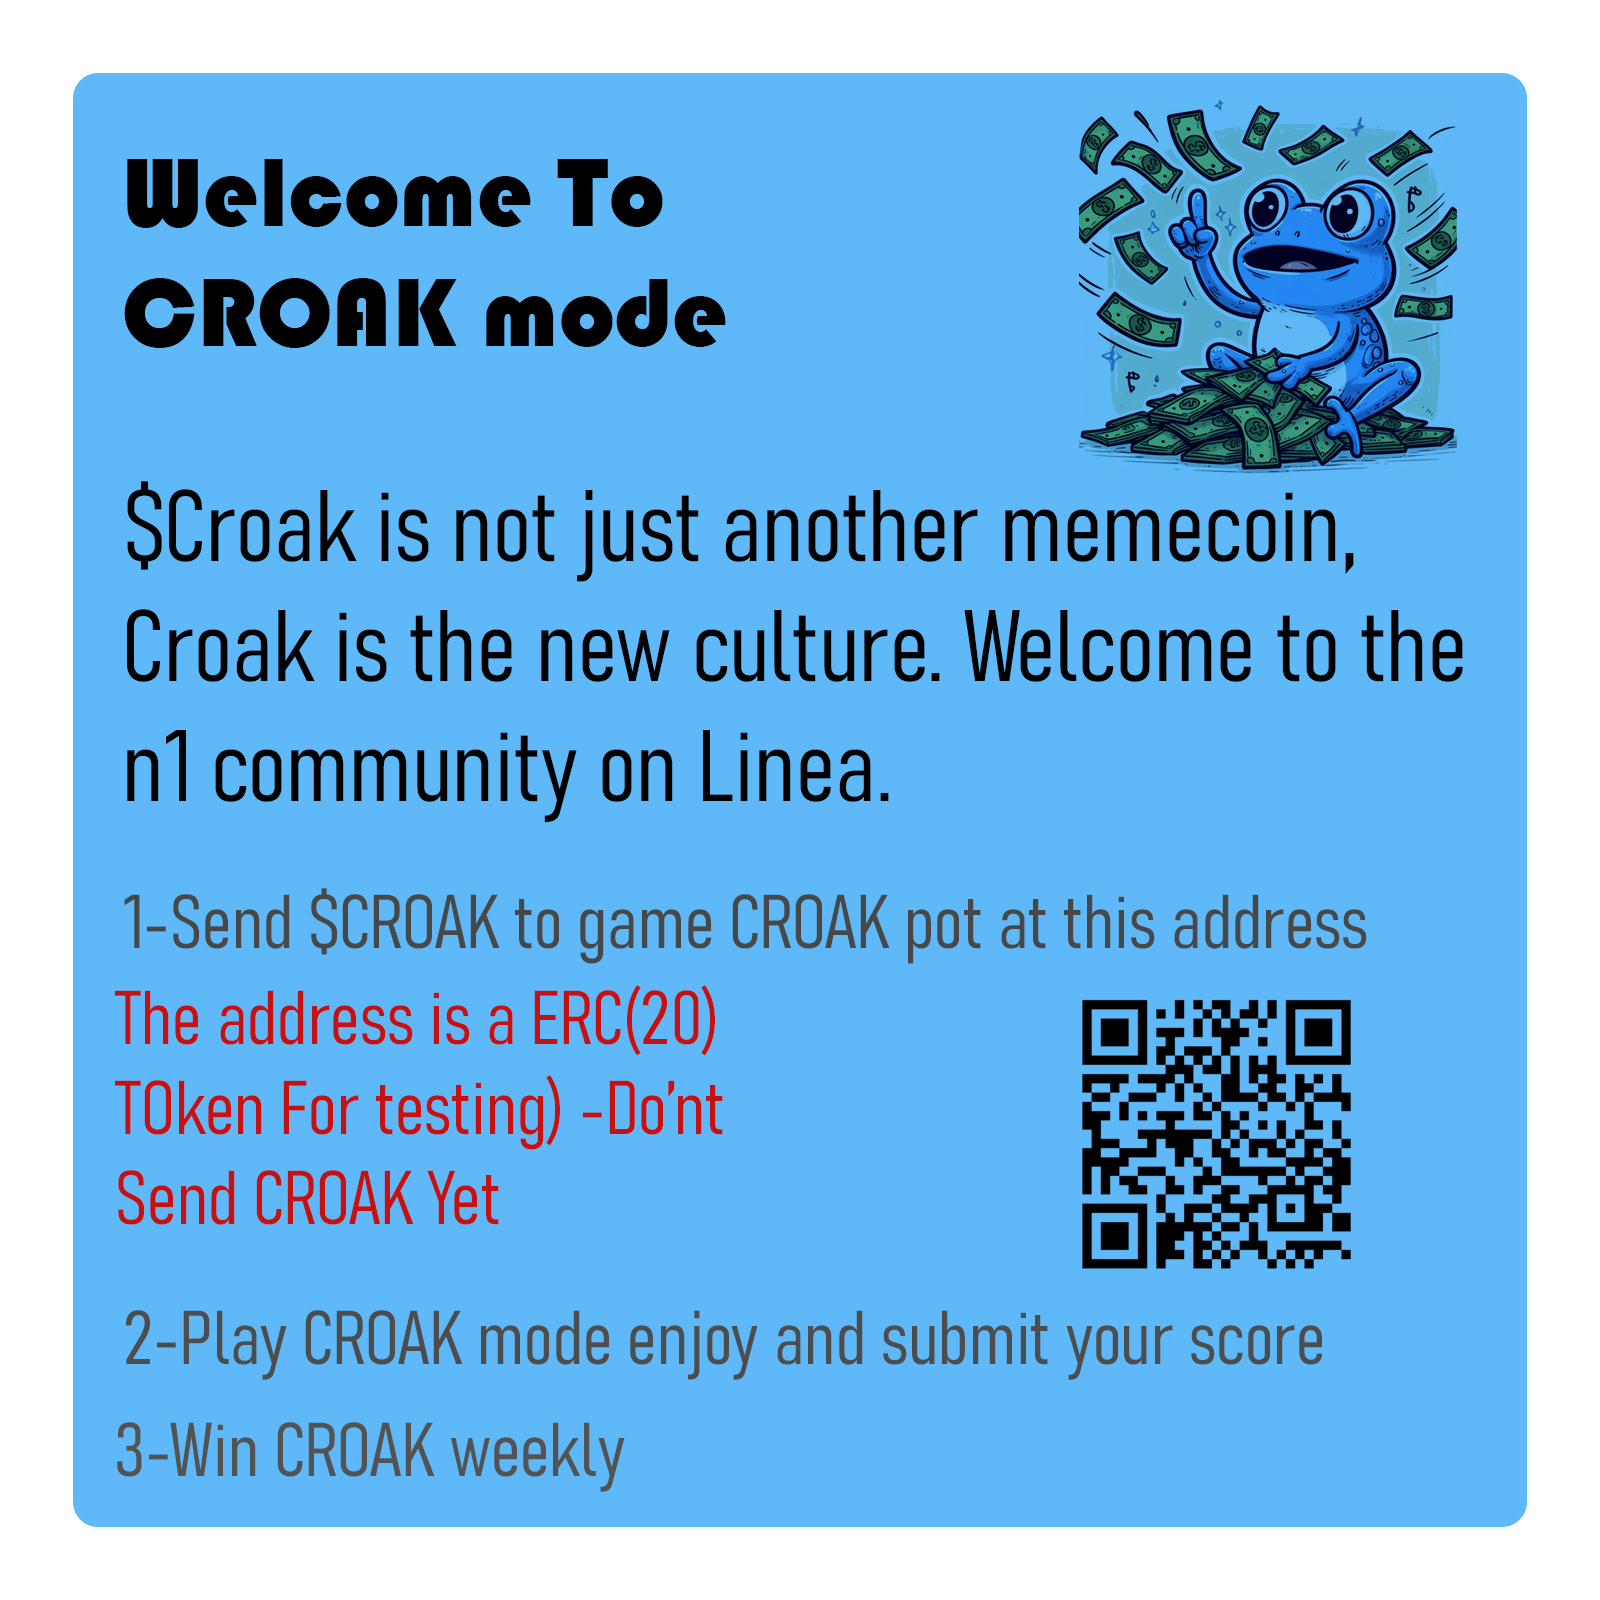 Welcome To
CROAK mode
$Croak is not just another memecoin,
Croak is the new culture. Welcome to the
n1 community on Linea.
1-Send $CROAK to game CROAK pot at this address
The address is a ERC(20)
TOken For testing) -Do'nt
Send CROAK Yet
2-Play CROAK mode enjoy and submit your score
3-Win CROAK weekly